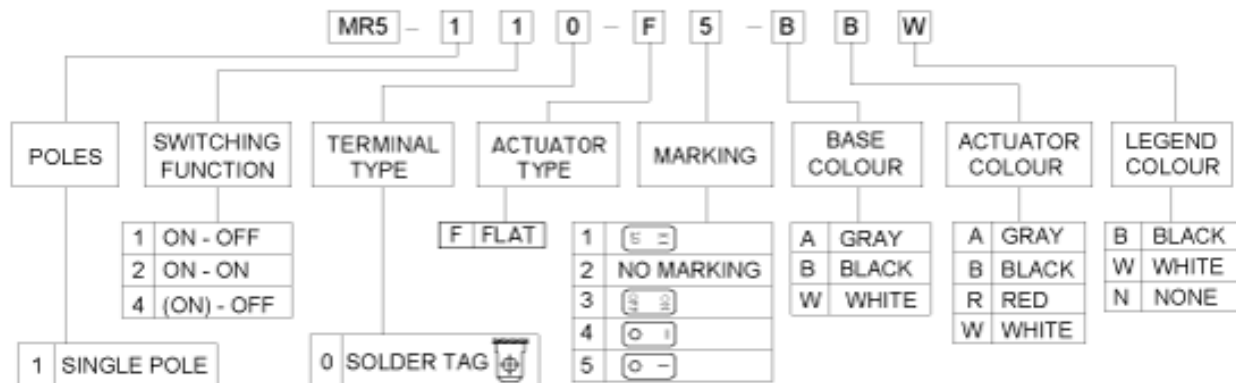 MR5 - 1 1 0 - F 5 - B B W
POLES
SWITCHING
FUNCTION
TERMINAL
TYPE
ACTUATOR
TYPE
MARKING
BASE
COLOUR
ACTUATOR
COLOUR
LEGEND
COLOUR
1 SINGLE POLE
1 ON - OFF
2 ON - ON
4 (ON) - OFF
0 SOLDER TAG
F FLAT
1
2 NO MARKING
3
4 O I
5 O –
A GRAY
B BLACK
W WHITE
A GRAY
B BLACK
R RED
W WHITE
B BLACK
W WHITE
N NONE